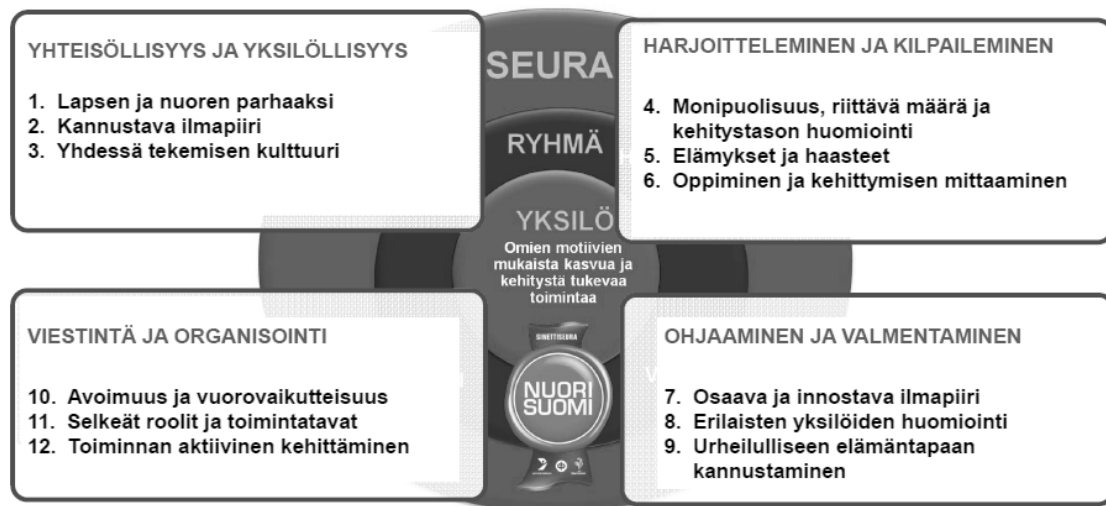 YHTEISÖLLISYYS JA YKSILÖLLISYYS
1. Lapsen ja nuoren parhaaksi
2. Kannustava ilmapiiri
3. Yhdessä tekemisen kulttuuri
SEURA
RYHMÄ
YKSILÖ
Omien motiivien
mukaista kasvua ja
kehitystä tukevaa
toimintaa
SINETTISEURA
NUORI
SUOMI
HARJOITTELEMINEN JA KILPAILEMINEN
4. Monipuolisuus, riittävä määrä ja
kehitystason huomiointi
5. Elämykset ja haasteet
6. Oppiminen ja kehittymisen mittaaminen
VIESTINTÄ JA ORGANISOINTI
10. Avoimuus ja vuorovaikutteisuus
11. Selkeät roolit ja toimintatavat
12. Toiminnan aktiivinen kehittäminen
OHJAAMINEN JA VALMENTAMINEN
7. Osaava ja innostava ilmapiiri
8. Erilaisten yksilöiden huomiointi
9. Urheilulliseen elämäntapaan
kannustaminen